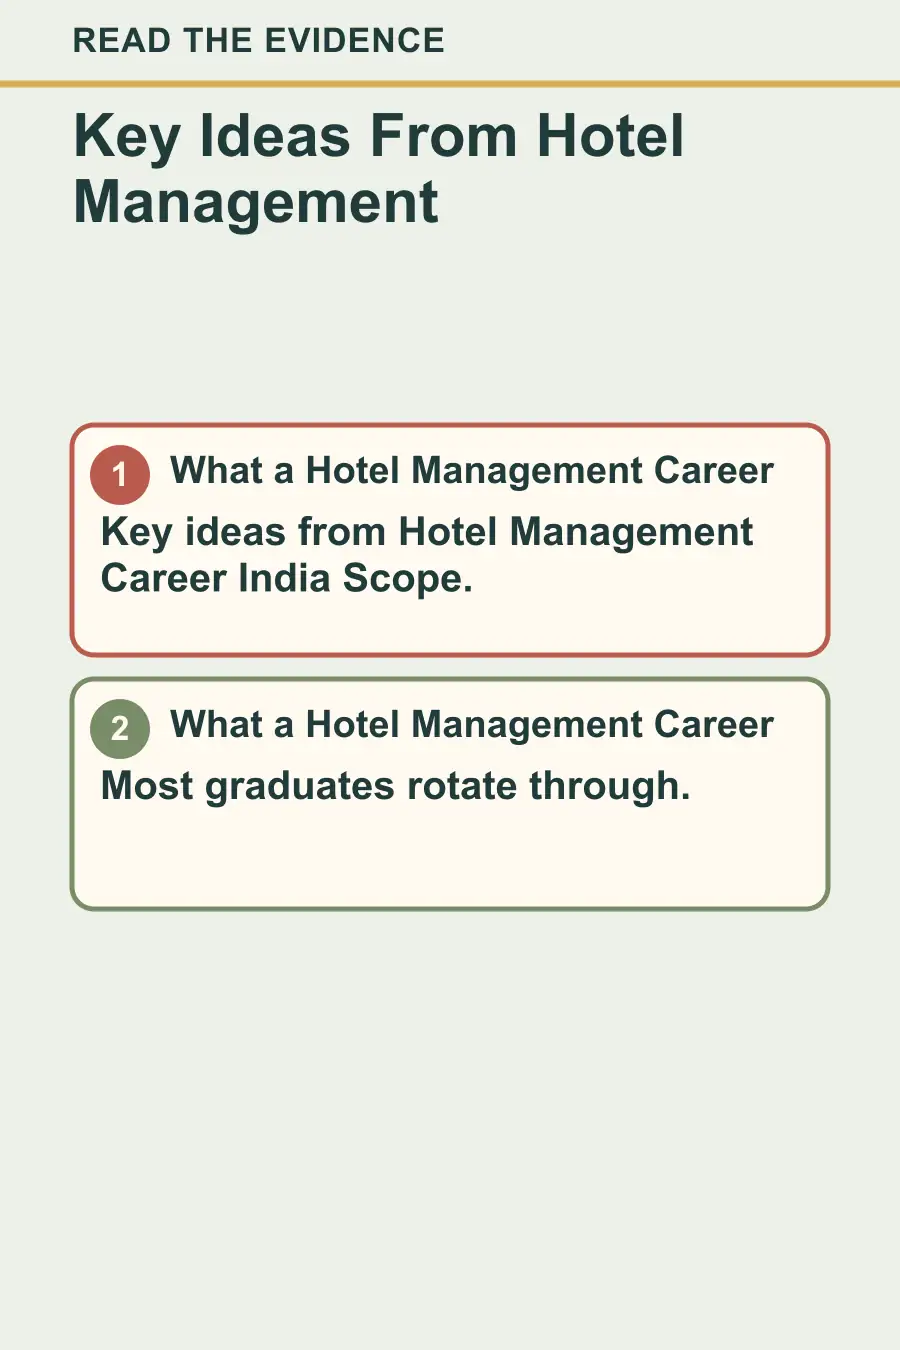 READ THE EVIDENCE
Key Ideas From Hotel
Management
1 What a Hotel Management Career
Key ideas from Hotel Management
Career India Scope.
2 What a Hotel Management Career
Most graduates rotate through.